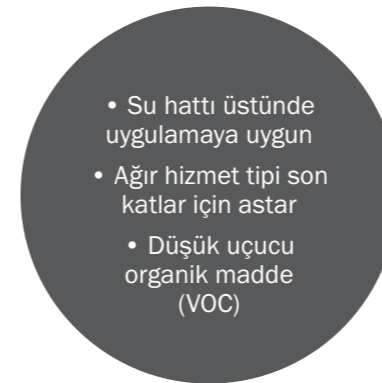 • Su hattı üstünde
uygulamaya uygun
• Ağır hizmet tipi son
katlar için astar
• Düşük uçucu
organik madde
(VOC)